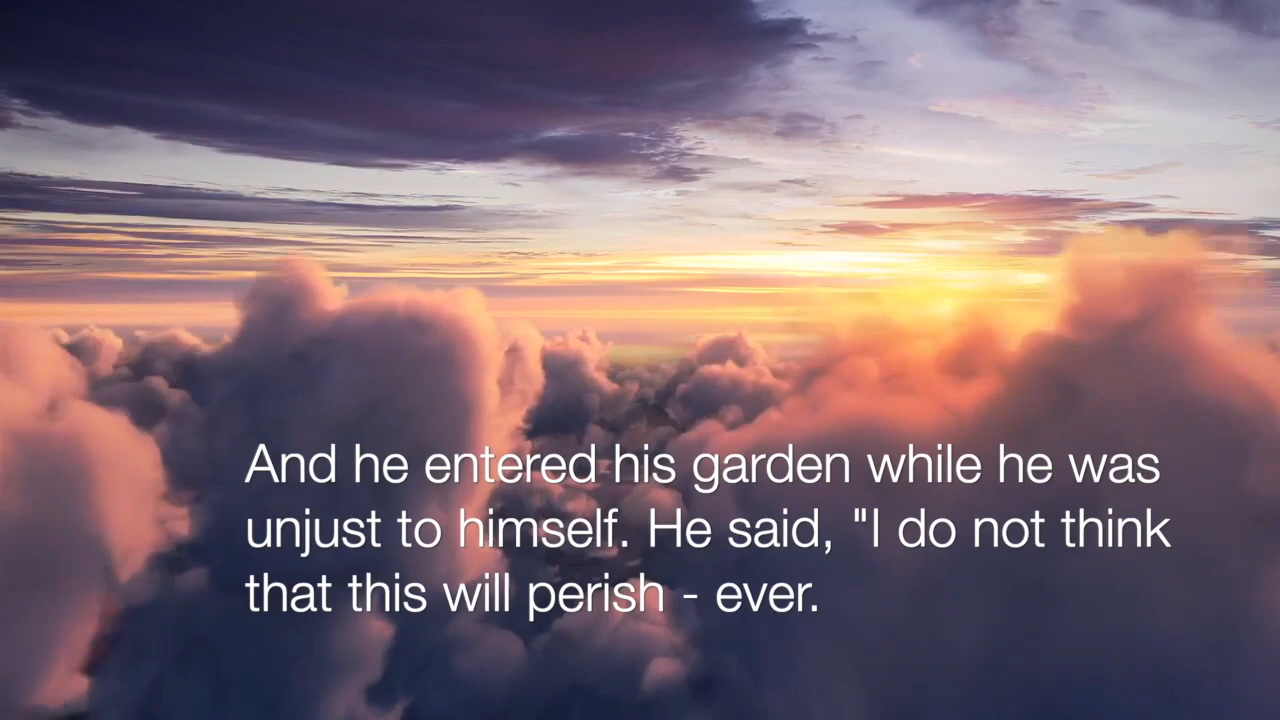 And he entered his garden while he was
unjust to himself. He said, "I do not think
that this will perish - ever.